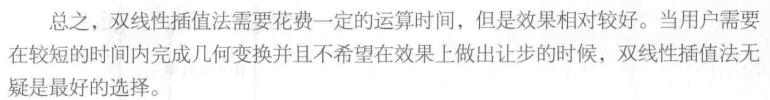 总之，双线性插值法需要花费一定的运算时间，但是效果相对较好。当用户需要
在较短的时间内完成几何变换并且不希望在效果上做出让步的时候，双线性插值法无
疑是最好的选择。